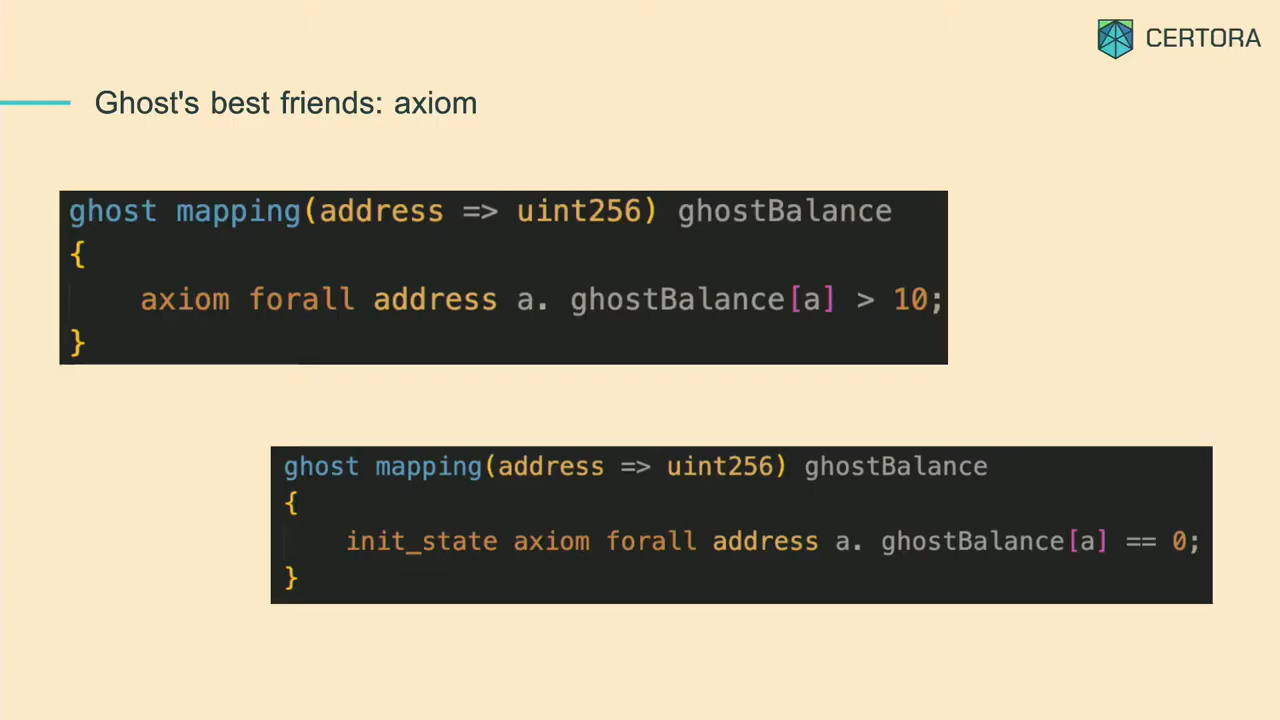 CERTORA
Ghost's best friends: axiom
ghost mapping(address => uint256) ghostBalance
{
    axiom forall address a. ghostBalance[a] > 10;
}
ghost mapping(address => uint256) ghostBalance
{
    init_state axiom forall address a. ghostBalance[a] == 0;
}